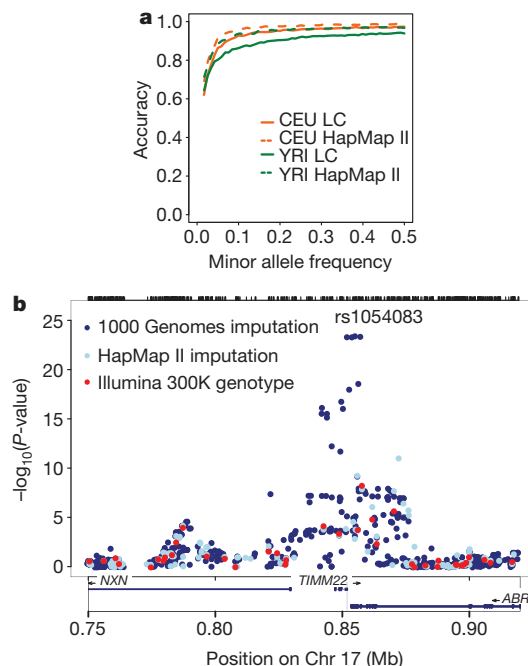 a
1.0
0.8
0.6
0.4
0.2
0.0
Accuracy
CEU LC
CEU HapMap II
YRI LC
YRI HapMap II
0.0 0.1 0.2 0.3 0.4 0.5
Minor allele frequency
b
rs1054083
1000 Genomes imputation
HapMap II imputation
Illumina 300K genotype
25
20
15
10
5
0
–log10(P-value)
NXN
TIMM22
ABR
0.75 0.80 0.87 0.90
Position on Chr 17 (Mb)